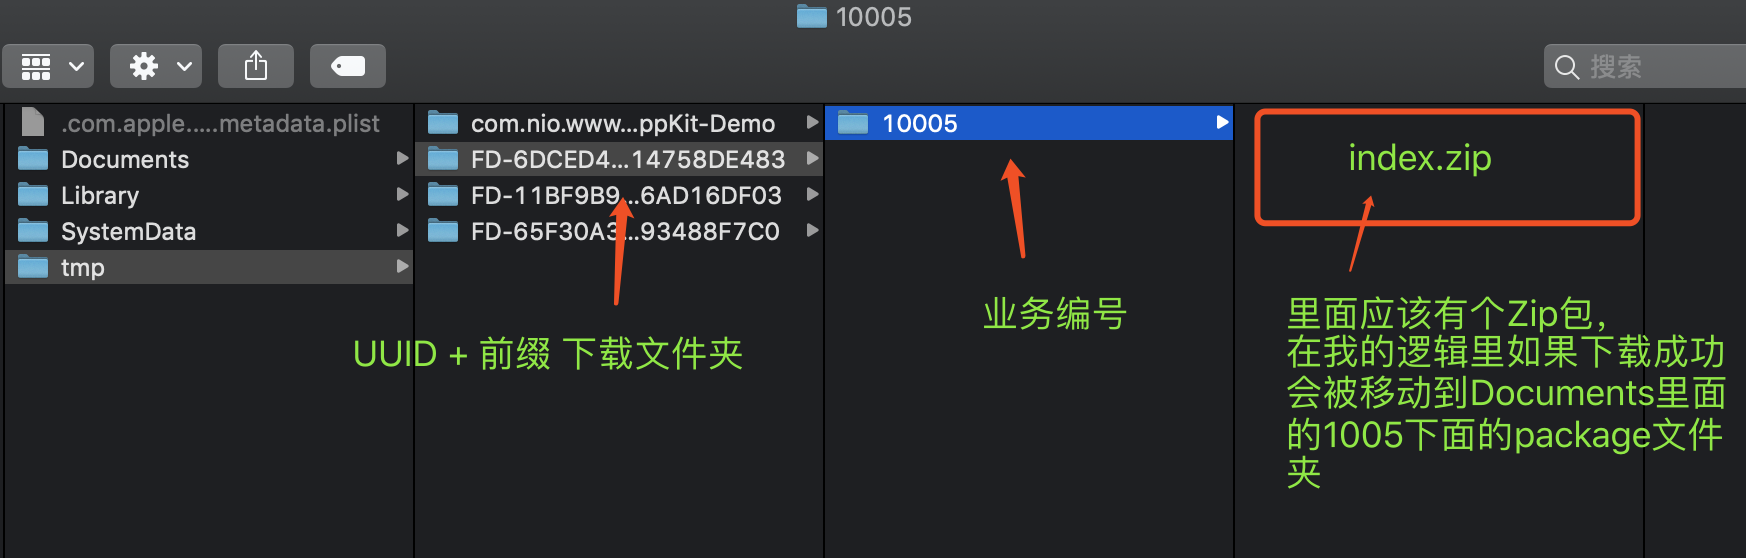 10005
搜索
.com.apple.....metadata.plist
Documents
Library
SystemData
tmp
com.nio.www...ppKit-Demo
FD-6DCED4...14758DE483
FD-11BF9B9...6AD16DF03
FD-65F30A3...93488F7C0
10005
index.zip
UUID + 前缀 下载文件夹
业务编号
里面应该有个Zip包，
在我的逻辑里如果下载成功
会被移动到Documents里面
的1005下面的package文件
夹